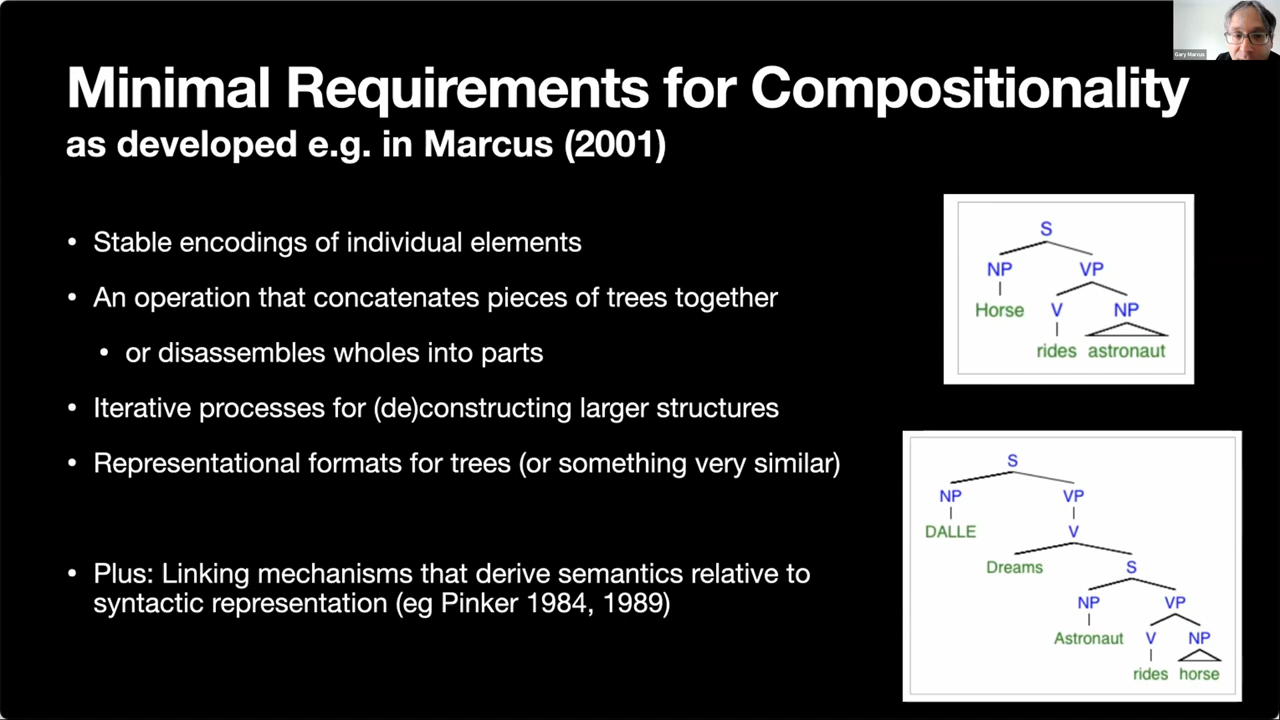 Gary Marcus
Minimal Requirements for Compositionality
as developed e.g. in Marcus (2001)
• Stable encodings of individual elements
• An operation that concatenates pieces of trees together
• or disassembles wholes into parts
• Iterative processes for (de)constructing larger structures
• Representational formats for trees (or something very similar)
• Plus: Linking mechanisms that derive semantics relative to
syntactic representation (eg Pinker 1984, 1989)
S
NP VP
Horse V NP
rides astronaut
S
NP VP
DALLE V
Dreams S
NP VP
Astronaut V NP
rides horse